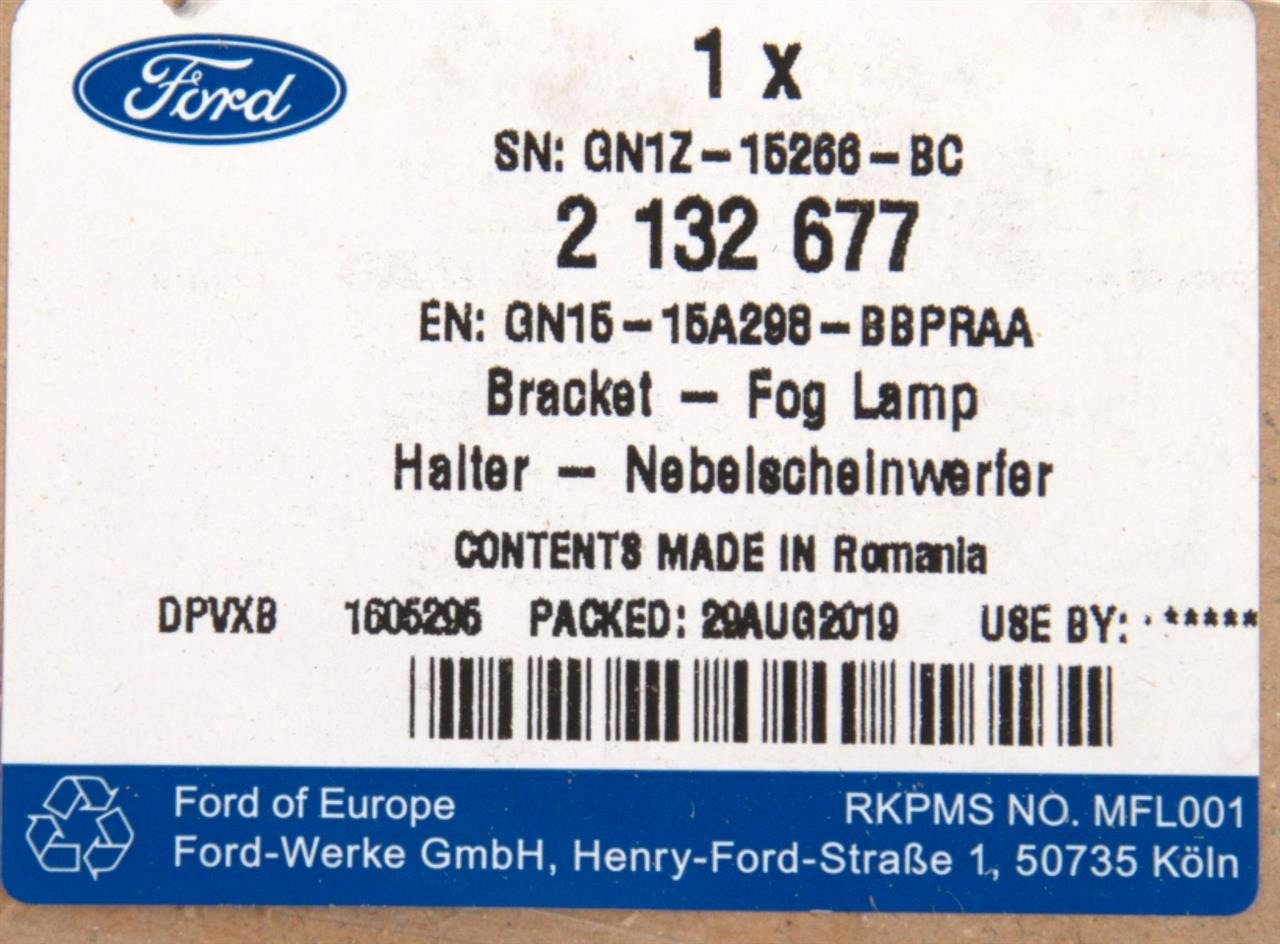 Ford
1 x
SN: GN1Z-15266-BC
2 132 677
EN: GN15-15A298-BBPRAA
Bracket - Fog Lamp
Halter - Nebelscheinwerfer
CONTENTS MADE IN Romania
DPVXB 1605295 PACKED: 29AUG2019 USE BY: *****
Ford of Europe RKPMS NO. MFL001
Ford-Werke GmbH, Henry-Ford-Straße 1, 50735 Köln